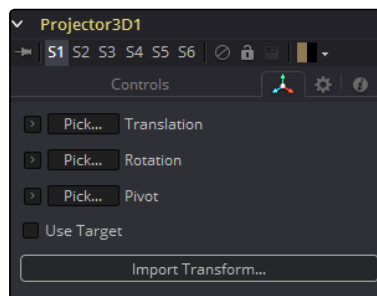 Projector3D1
S1 S2 S3 S4 S5 S6
Controls
Pick... Translation
Pick... Rotation
Pick... Pivot
Use Target
Import Transform...